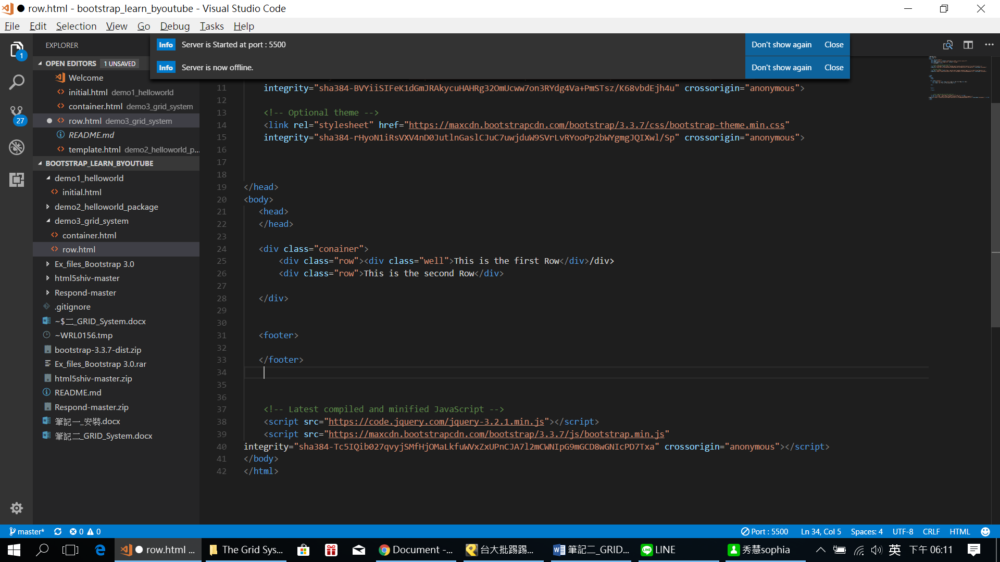 ● row.html - bootstrap_learn_byoutube - Visual Studio Code
File Edit Selection View Go Debug Tasks Help
EXPLORER
Info Server is Started at port : 5500 Don't show again Close
Info Server is now offline. Don't show again Close
1
27
OPEN EDITORS 1 UNSAVED
Welcome
initial.html demo1_helloworld
container.html demo3_grid_system
row.html demo3_grid_system
README.md
template.html demo2_helloworld_p...
BOOTSTRAP_LEARN_BYOUTUBE
demo1_helloworld
initial.html
demo2_helloworld_package
demo3_grid_system
container.html
row.html
Ex_files_Bootstrap 3.0
html5shiv-master
Respond-master
.gitignore
~$二_GRID_System.docx
~WRL0156.tmp
bootstrap-3.3.7-dist.zip
Ex_files_Bootstrap 3.0.rar
html5shiv-master.zip
README.md
Respond-master.zip
筆記一_安裝.docx
筆記二_GRID_System.docx
11 integrity="sha384-BVYiiSIFeK1dGmJRAkycuHAHRg32OmUcww7on3RYdg4Va+PmSTsz/K68vbdEjh4u" crossorigin="anonymous">
12
13 <!-- Optional theme -->
14 <link rel="stylesheet" href="https://maxcdn.bootstrapcdn.com/bootstrap/3.3.7/css/bootstrap-theme.min.css"
15 integrity="sha384-rHyoN1iRsVXV4nD0JutlnGaslCJuC7uwjduW9SVrLvRYooPp2bWYgmgJQIXwl/Sp" crossorigin="anonymous">
16
17
18
19 </head>
20 <body>
21 <head>
22 </head>
23
24 <div class="conainer">
25 <div class="row"><div class="well">This is the first Row</div>/div>
26 <div class="row">This is the second Row</div>
27
28 </div>
29
30
31 <footer>
32
33 </footer>
34
35
36
37 <!-- Latest compiled and minified JavaScript -->
38 <script src="https://code.jquery.com/jquery-3.2.1.min.js"></script>
39 <script src="https://maxcdn.bootstrapcdn.com/bootstrap/3.3.7/js/bootstrap.min.js"
40 integrity="sha384-Tc5IQib027qvyjSMfHjOMaLkfuWVxZxUPnCJA7l2mCWNIpG9mGCD8wGNIcPD7Txa" crossorigin="anonymous"></script>
41 </body>
42 </html>
master* 0 0 Port : 5500 Ln 34, Col 5 Spaces: 4 UTF-8 CRLF HTML
● row.html ... The Grid Sys... Document -... 台大批踢踢... 筆記二_GRID... LINE 秀慧sophia 英 下午 06:11